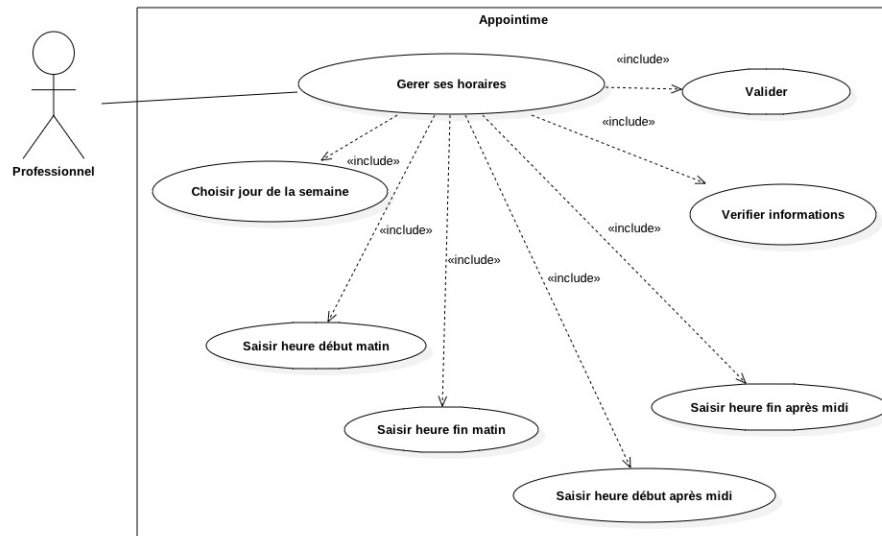 Appointime
Gerer ses horaires
«include»
Valider
«include»
Professionnel
«include»
Choisir jour de la semaine
Verifier informations
«include»
«include»
«include»
«include»
Saisir heure début matin
Saisir heure fin après midi
Saisir heure fin matin
Saisir heure début après midi